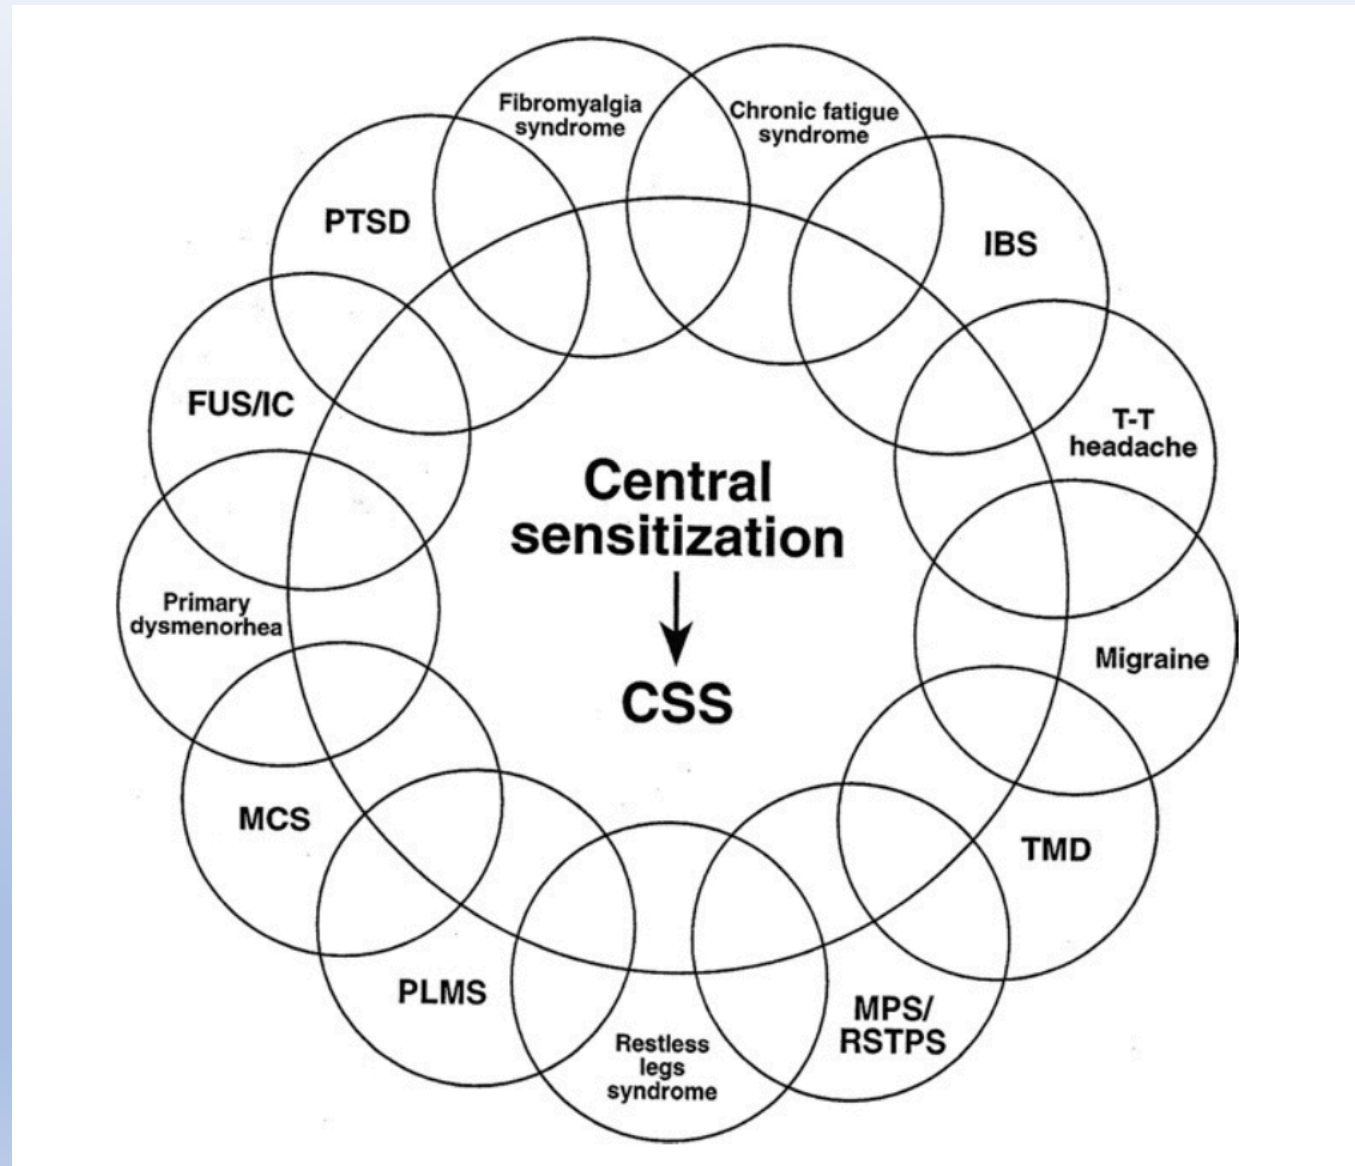 Fibromyalgia
syndrome
Chronic fatigue
syndrome
PTSD
IBS
FUS/IC
T-T
headache
Central
sensitization
CSS
Primary
dysmenorhea
Migraine
MCS
TMD
PLMS
MPS/
RSTPS
Restless
legs
syndrome